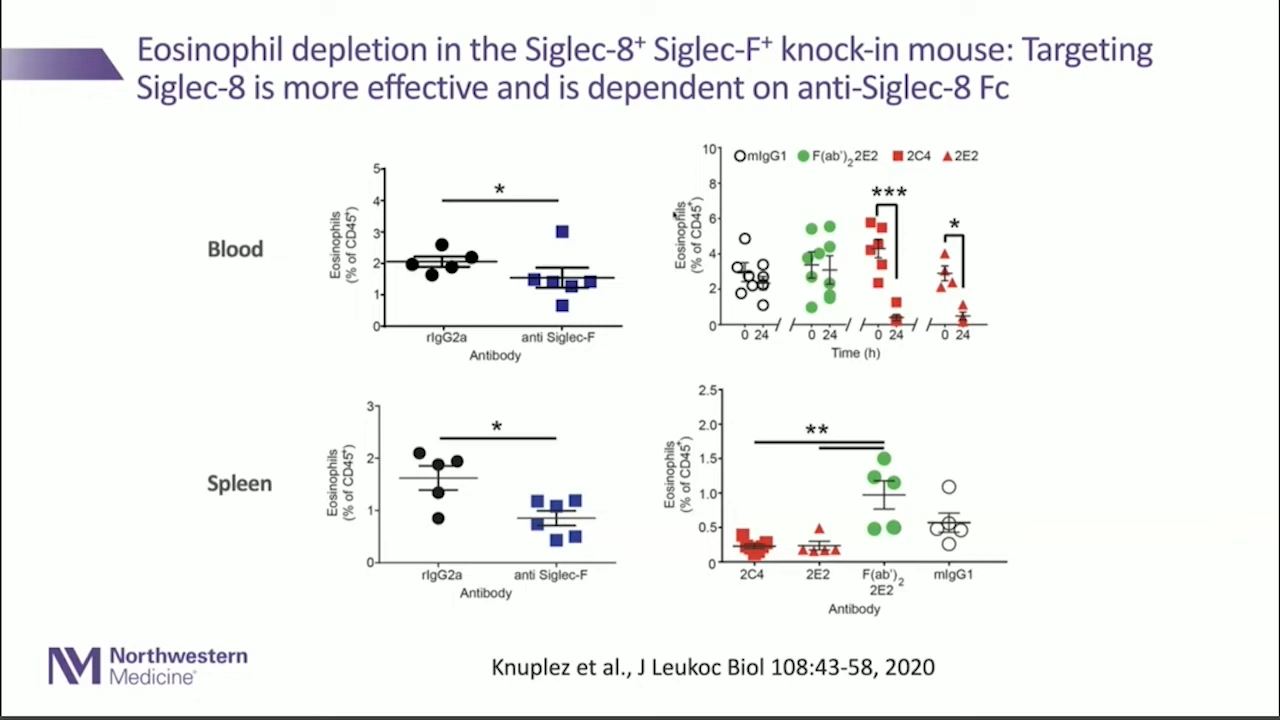 Eosinophil depletion in the Siglec-8⁺ Siglec-F⁺ knock-in mouse: Targeting
Siglec-8 is more effective and is dependent on anti-Siglec-8 Fc
Blood
Eosinophils
(% of CD45⁺)
5
4
3
2
1
0
*
rIgG2a
anti Siglec-F
Antibody
Eosinophils
(% of CD45⁺)
10
8
6
4
2
0
mIgG1
F(ab')₂2E2
2C4
2E2
***
*
0 24
0 24
0 24
0 24
Time (h)
Spleen
Eosinophils
(% of CD45⁺)
3
2
1
0
*
rIgG2a
anti Siglec-F
Antibody
Eosinophils
(% of CD45⁺)
2.5
2.0
1.5
1.0
0.5
0
**
2C4
2E2
F(ab')₂
2E2
mIgG1
Antibody
Northwestern
Medicine®
Knuplez et al., J Leukoc Biol 108:43-58, 2020